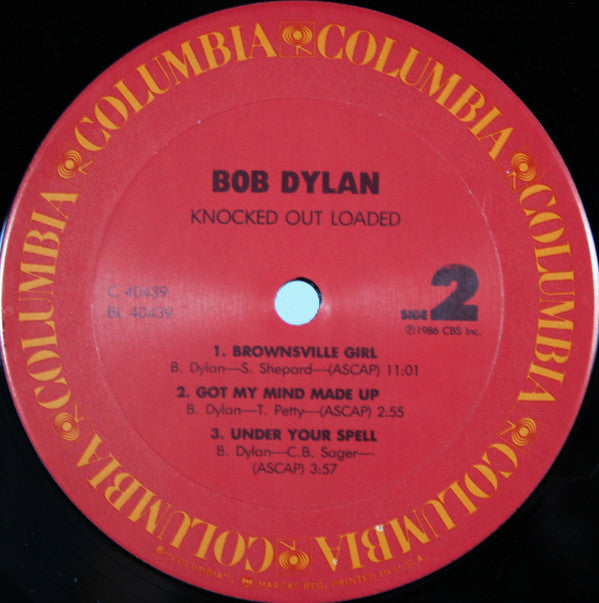 COLUMBIA COLUMBIA COLUMBIA COLUMBIA COLUMBIA COLUMBIA COLUMBIA
BOB DYLAN
KNOCKED OUT LOADED
C 40439
BL 40439
SIDE 2
℗1986 CBS Inc.
1. BROWNSVILLE GIRL
B. Dylan—S. Shepard—(ASCAP) 11:01
2. GOT MY MIND MADE UP
B. Dylan—T. Petty—(ASCAP) 2:55
3. UNDER YOUR SPELL
B. Dylan—C.B. Sager—
(ASCAP) 3:57
"COLUMBIA", MARCAS REG. PRINTED IN U.S.A.